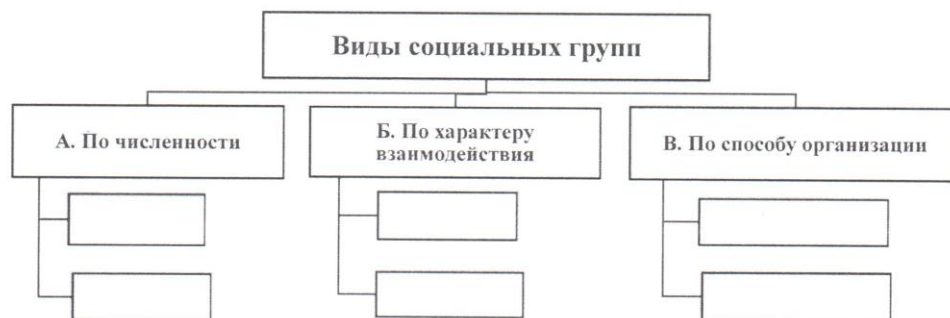 Виды социальных групп
А. По численности
Б. По характеру
взаимодействия
В. По способу организации